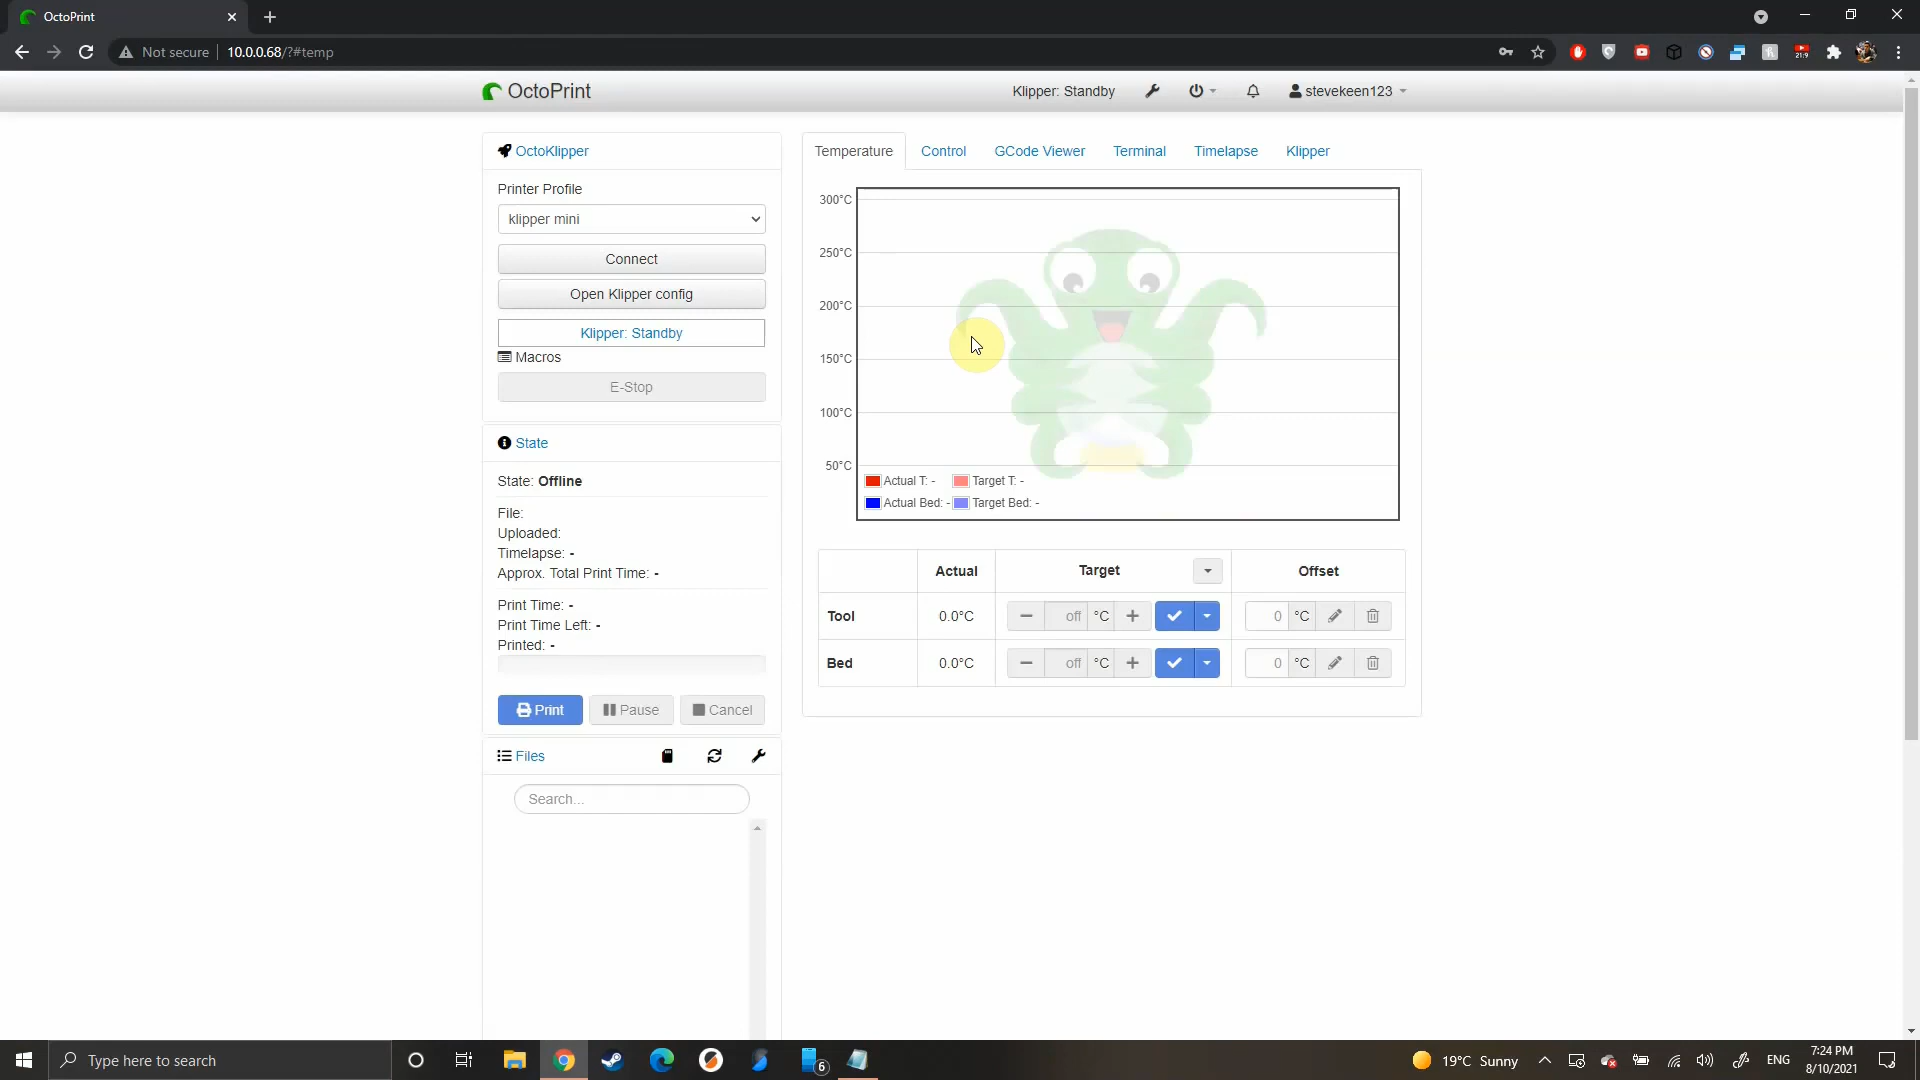 OctoPrint
Not secure
10.0.0.68/?#temp
21:9
OctoPrint
Klipper: Standby
stevekeen123
OctoKlipper
Printer Profile
klipper mini
Connect
Open Klipper config
Klipper: Standby
Macros
E-Stop
State
State: Offline
File:
Uploaded:
Timelapse: -
Approx. Total Print Time: -
Print Time: -
Print Time Left: -
Printed: -
Print
Pause
Cancel
Files
Search...
Temperature
Control
GCode Viewer
Terminal
Timelapse
Klipper
300°C
250°C
200°C
150°C
100°C
50°C
Actual T: -
Target T: -
Actual Bed: -
Target Bed: -
Actual
Target
Offset
Tool
0.0°C
off
°C
0
°C
Bed
0.0°C
off
°C
0
°C
Type here to search
6
19°C Sunny
ENG
7:24 PM
8/10/2021